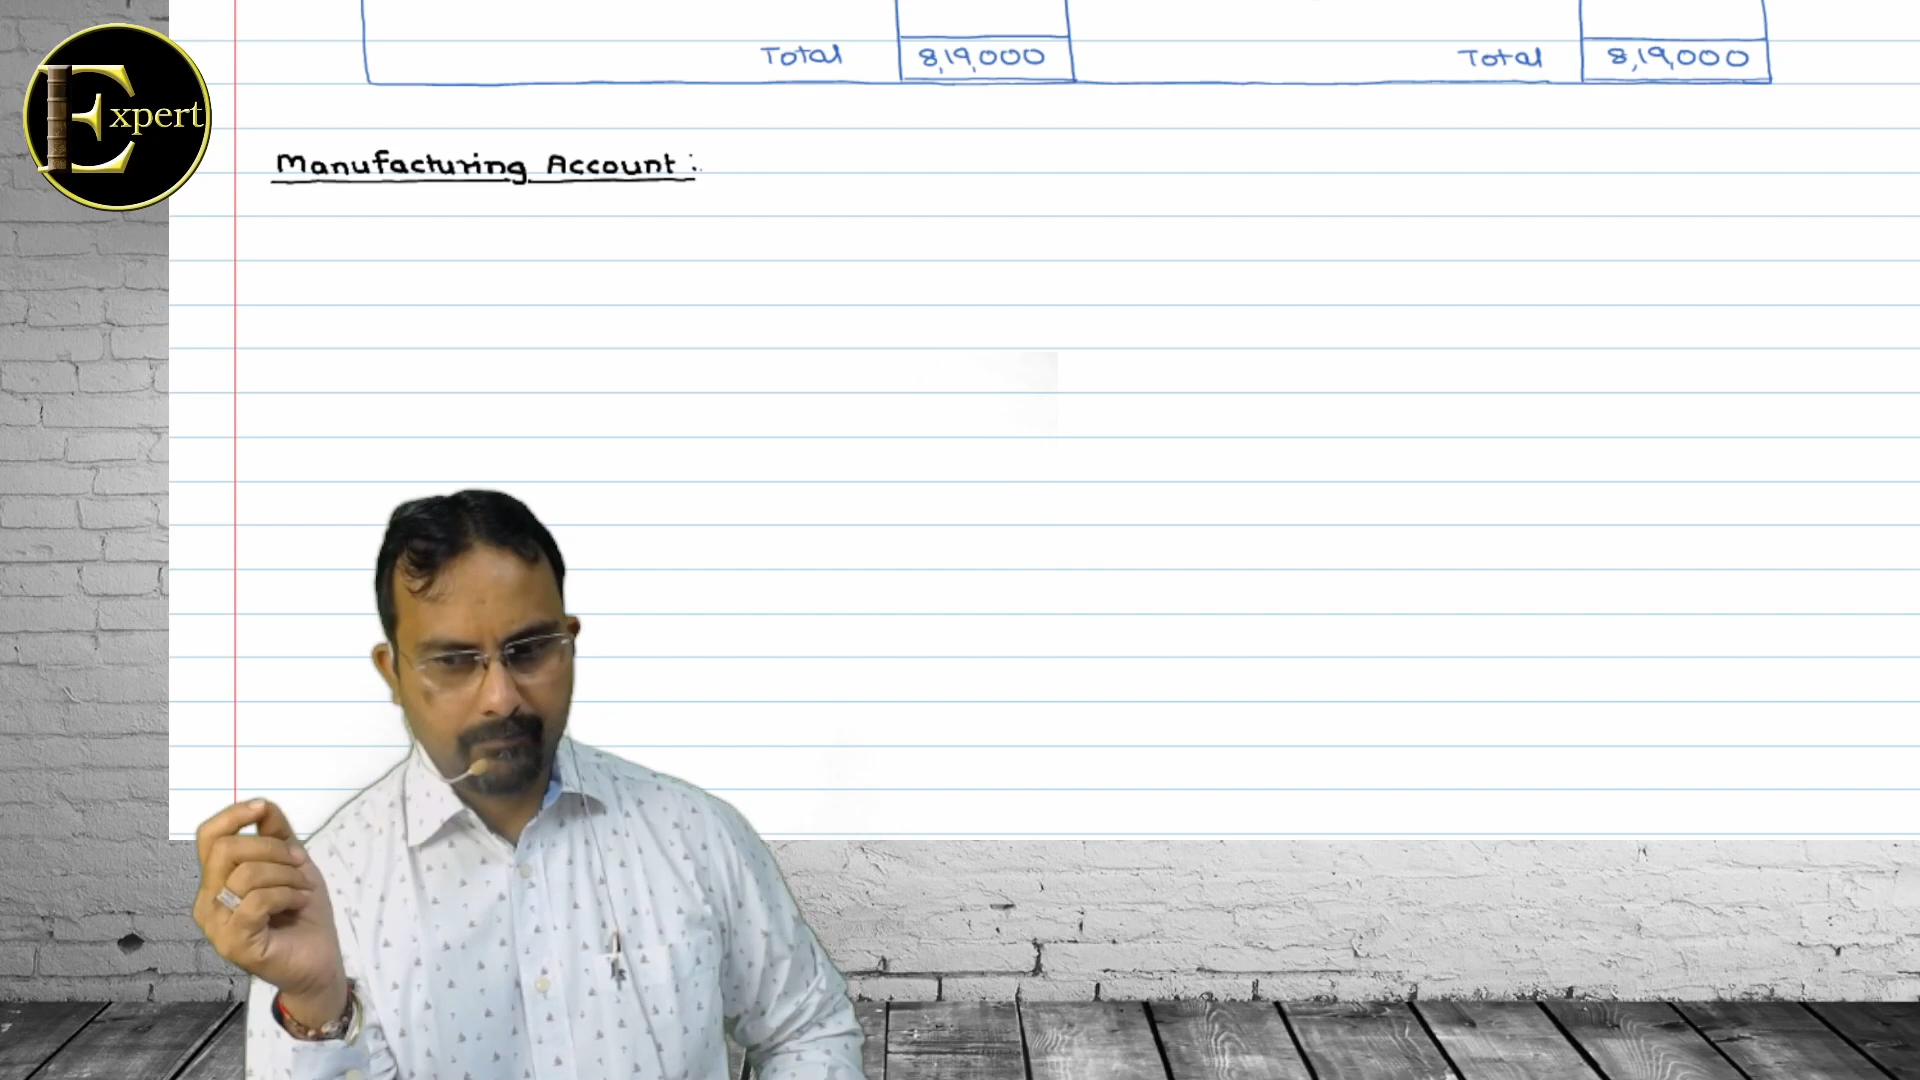 Expert
Total 8,19,000 Total 8,19,000
Manufacturing Account :